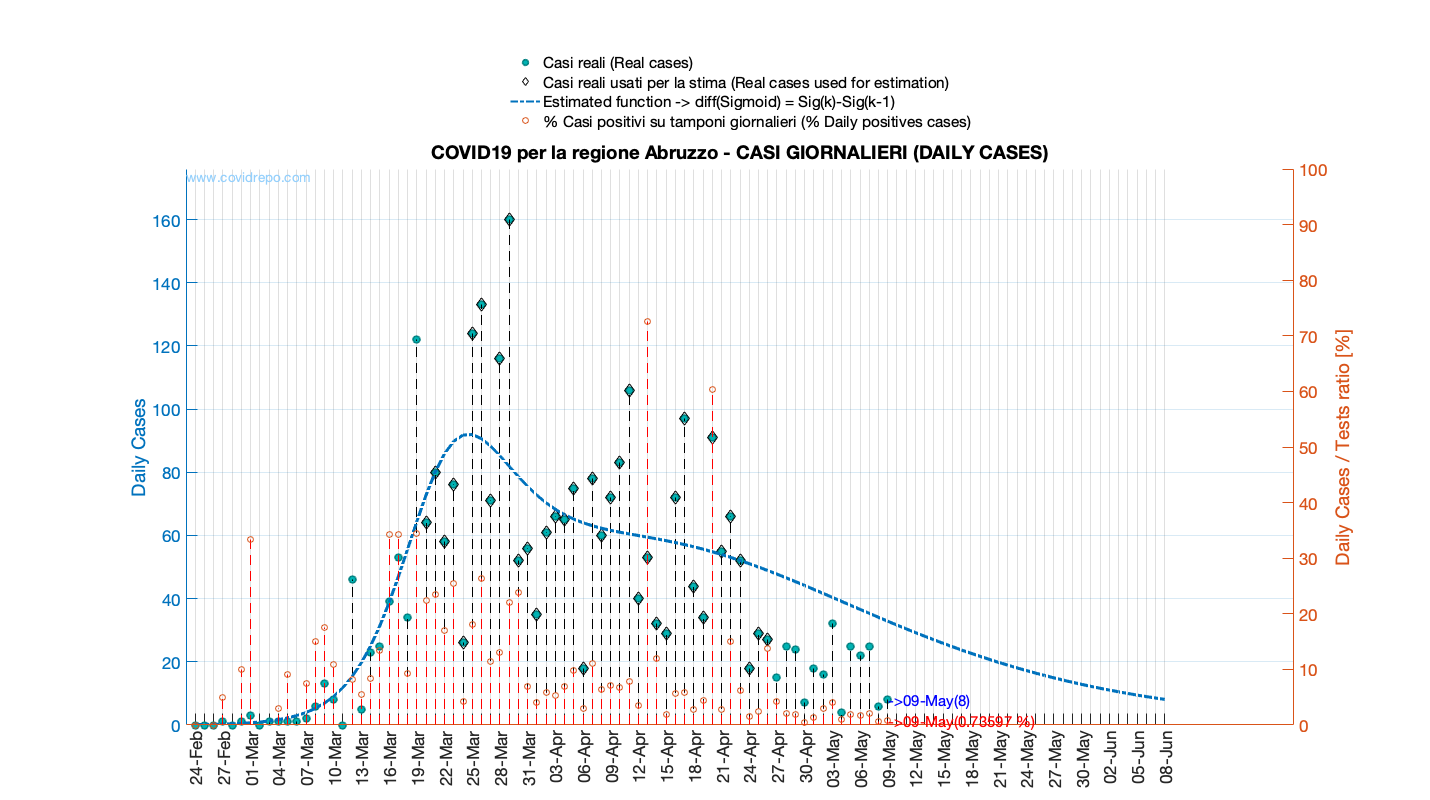 Casi reali (Real cases)
Casi reali usati per la stima (Real cases used for estimation)
Estimated function -> diff(Sigmoid) = Sig(k)-Sig(k-1)
% Casi positivi su tamponi giornalieri (% Daily positives cases)
COVID19 per la regione Abruzzo - CASI GIORNALIERI (DAILY CASES)
www.covidrepo.com
Daily Cases
0
20
40
60
80
100
120
140
160
Daily Cases / Tests ratio [%]
0
10
20
30
40
50
60
70
80
90
100
->09-May(8)
->09-May(0.73597 %)
24-Feb
27-Feb
01-Mar
04-Mar
07-Mar
10-Mar
13-Mar
16-Mar
19-Mar
22-Mar
25-Mar
28-Mar
31-Mar
03-Apr
06-Apr
09-Apr
12-Apr
15-Apr
18-Apr
21-Apr
24-Apr
27-Apr
30-Apr
03-May
06-May
09-May
12-May
15-May
18-May
21-May
24-May
27-May
30-May
02-Jun
05-Jun
08-Jun